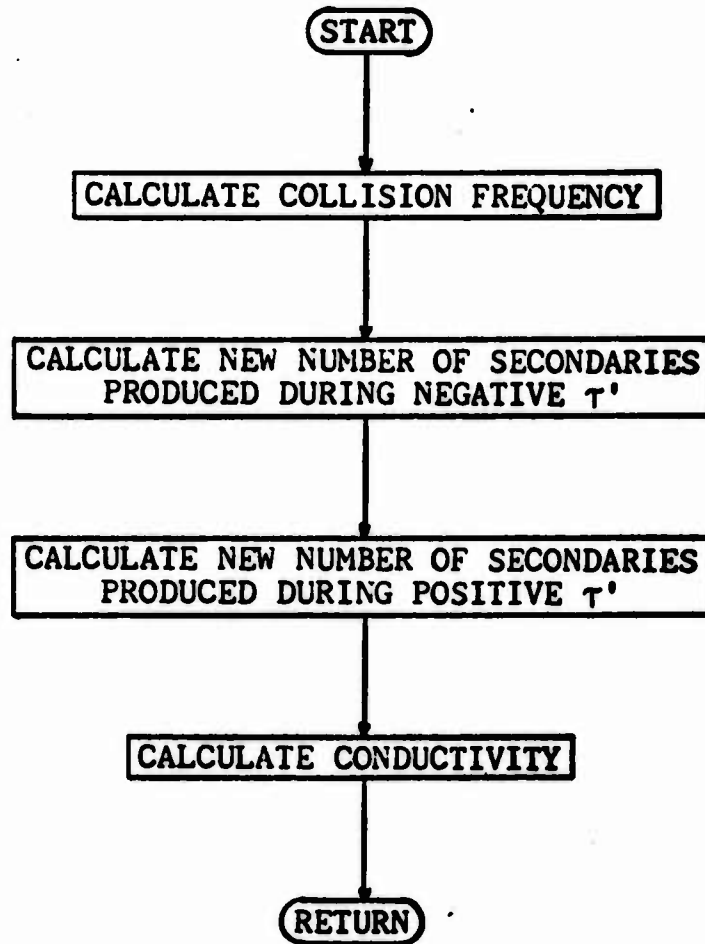 START
CALCULATE COLLISION FREQUENCY
CALCULATE NEW NUMBER OF SECONDARIES
PRODUCED DURING NEGATIVE τ'
CALCULATE NEW NUMBER OF SECONDARIES
PRODUCED DURING POSITIVE τ'
CALCULATE CONDUCTIVITY
RETURN